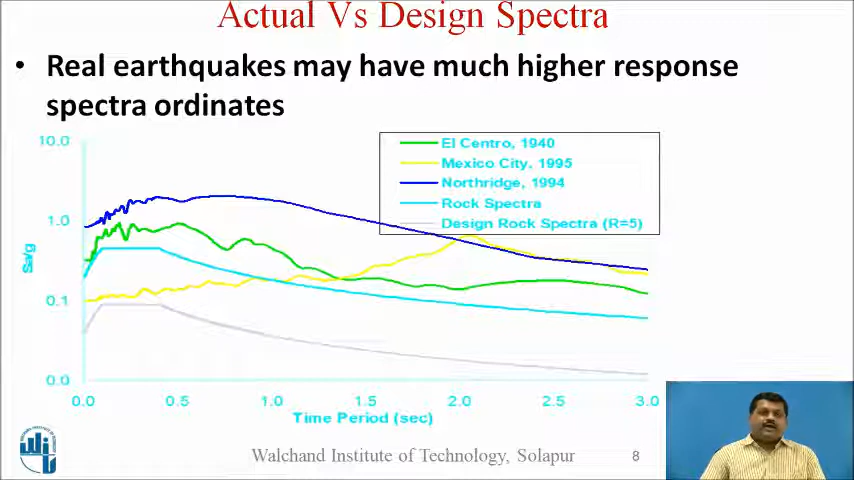 Actual Vs Design Spectra
• Real earthquakes may have much higher response
spectra ordinates
10.0
1.0
0.1
0.0
Sa/g
El Centro, 1940
Mexico City, 1995
Northridge, 1994
Rock Spectra
Design Rock Spectra (R=5)
0.0 0.5 1.0 1.5 2.0 2.5 3.0
Time Period (sec)
Walchand Institute of Technology, Solapur
8